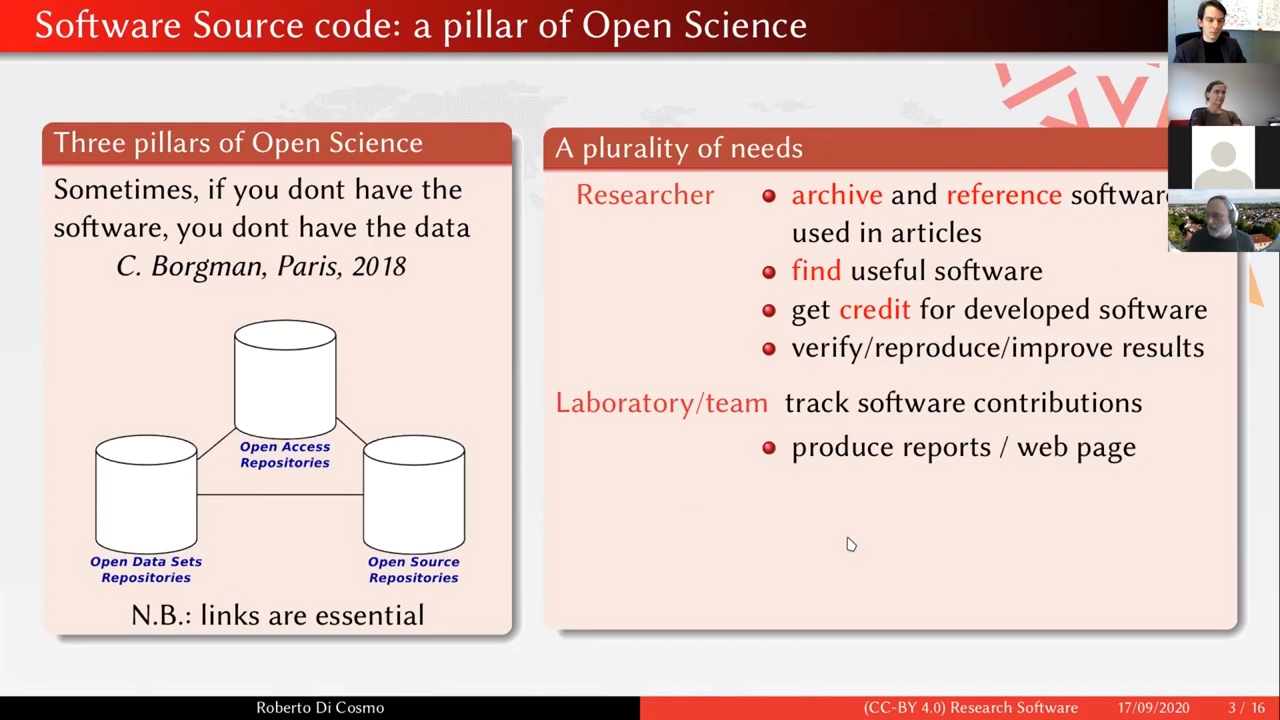 Software Source code: a pillar of Open Science
Three pillars of Open Science
Sometimes, if you dont have the
software, you dont have the data
C. Borgman, Paris, 2018
Open Access
Repositories
Open Data Sets
Repositories
Open Source
Repositories
N.B.: links are essential
A plurality of needs
Researcher archive and reference software
used in articles
find useful software
get credit for developed software
verify/reproduce/improve results
Laboratory/team track software contributions
produce reports / web page
Roberto Di Cosmo
(CC-BY 4.0) Research Software
17/09/2020
3 / 16